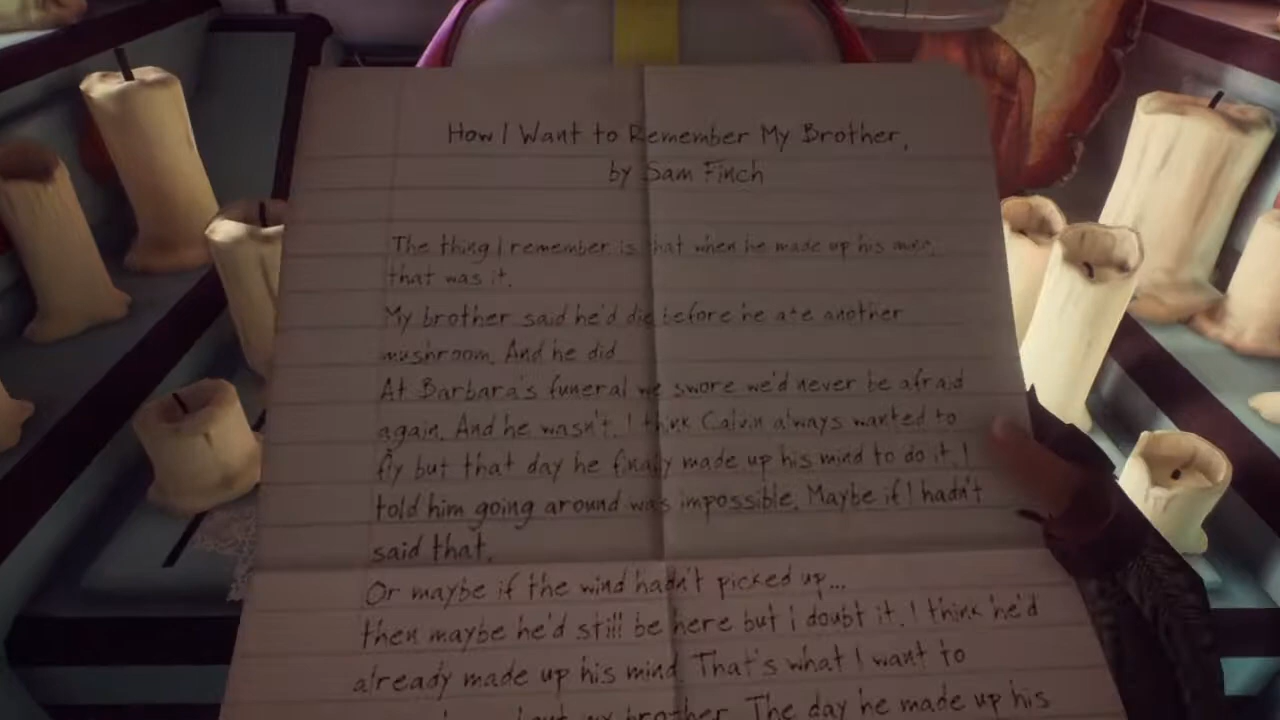 How I Want to Remember My Brother,
by Sam Finch
The thing I remember is that when he made up his mind,
that was it.
My brother said he'd die before he ate another
mushroom. And he did.
At Barbara's funeral we swore we'd never be afraid
again. And he wasn't. I think Calvin always wanted to
fly but that day he finally made up his mind to do it. I
told him going around was impossible. Maybe if I hadn't
said that.
Or maybe if the wind hadn't picked up...
then maybe he'd still be here but i doubt it. I think he'd
already made up his mind. That's what I want to
my brother. The day he made up his